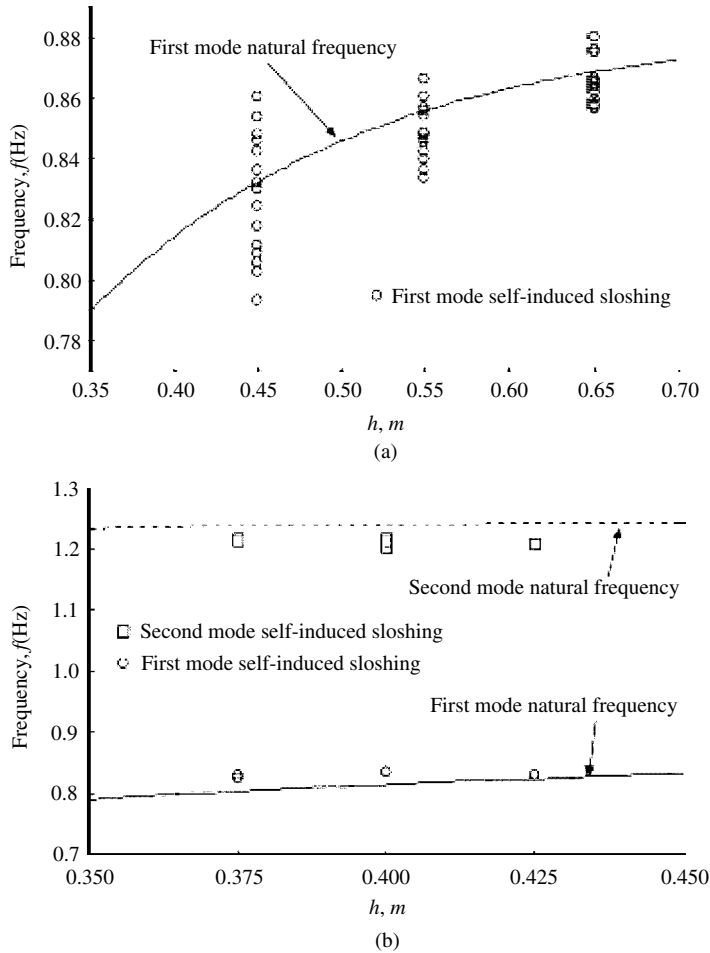 0.88
0.86
0.84
0.82
0.80
0.78
Frequency, f(Hz)
First mode natural frequency
First mode self-induced sloshing
0.35 0.40 0.45 0.50 0.55 0.60 0.65 0.70
h, m
(a)
1.3
1.2
1.1
1.0
0.9
0.8
0.7
Frequency, f(Hz)
Second mode natural frequency
Second mode self-induced sloshing
First mode self-induced sloshing
First mode natural frequency
0.350 0.375 0.400 0.425 0.450
h, m
(b)